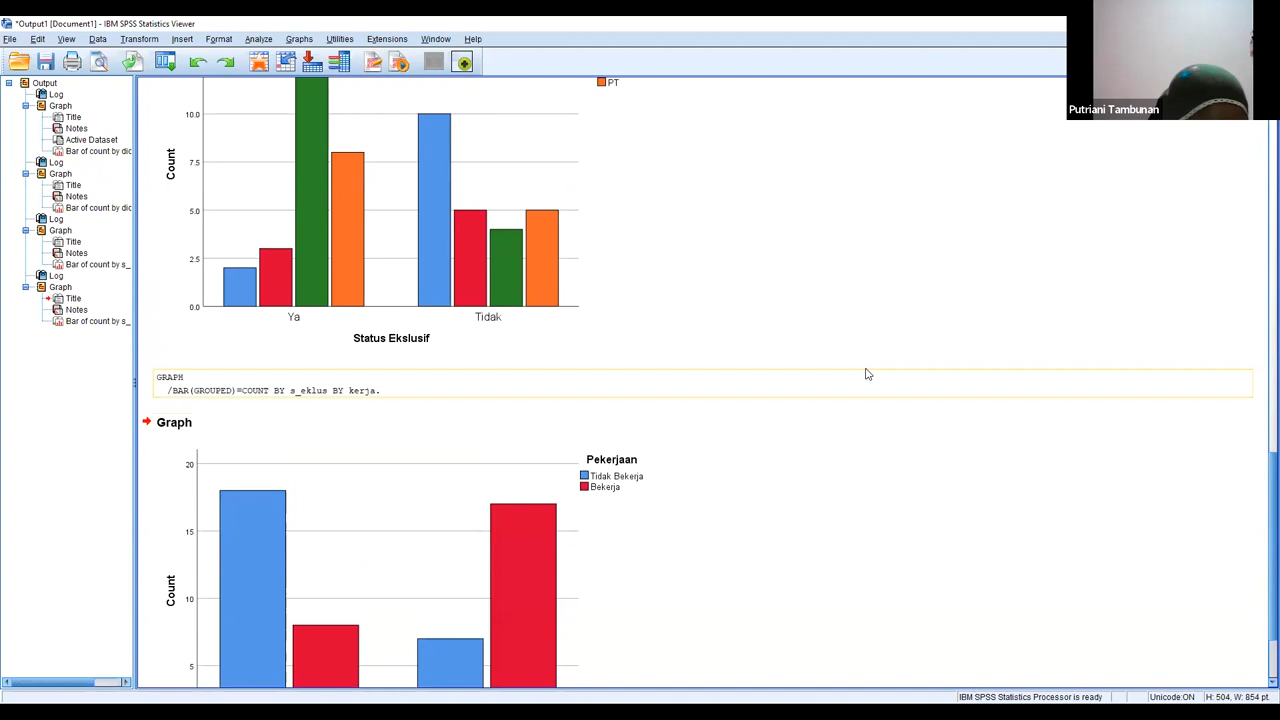 *Output1 [Document1] - IBM SPSS Statistics Viewer
File Edit View Data Transform Insert Format Analyze Graphs Utilities Extensions Window Help
Putriani Tambunan
Output
Log
Graph
Title
Notes
Active Dataset
Bar of count by dic
Log
Graph
Title
Notes
Bar of count by dic
Log
Graph
Title
Notes
Bar of count by s_
Log
Graph
Title
Notes
Bar of count by s_
PT
10.0
7.5
5.0
2.5
0.0
Count
Ya
Tidak
Status Ekslusif
GRAPH
/BAR(GROUPED)=COUNT BY s_eklus BY kerja.
Graph
20
15
10
5
Count
Pekerjaan
Tidak Bekerja
Bekerja
IBM SPSS Statistics Processor is ready
Unicode:ON
H: 504, W: 854 pt.